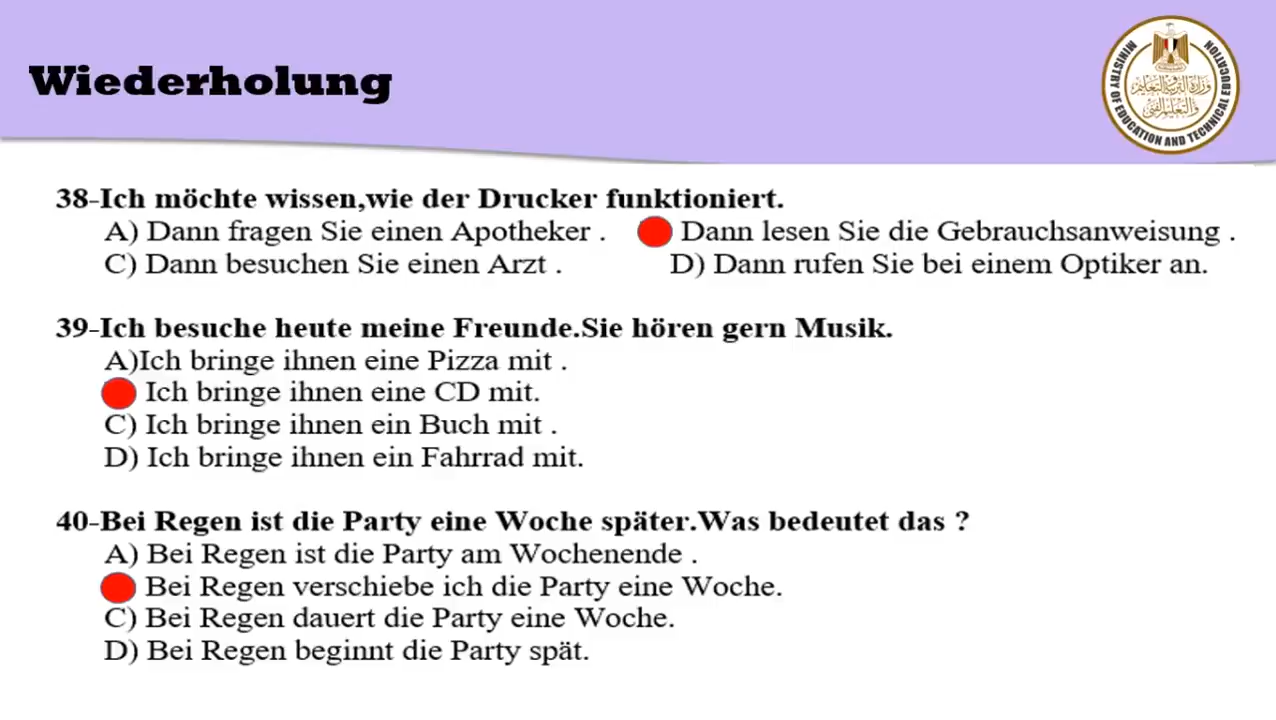 Wiederholung
MINISTRY OF EDUCATION AND TECHNICAL EDUCATION
وزارة التربية والتعليم
والتعليم الفني
38-Ich möchte wissen,wie der Drucker funktioniert.
A) Dann fragen Sie einen Apotheker . Dann lesen Sie die Gebrauchsanweisung .
C) Dann besuchen Sie einen Arzt . D) Dann rufen Sie bei einem Optiker an.
39-Ich besuche heute meine Freunde.Sie hören gern Musik.
A)Ich bringe ihnen eine Pizza mit .
Ich bringe ihnen eine CD mit.
C) Ich bringe ihnen ein Buch mit .
D) Ich bringe ihnen ein Fahrrad mit.
40-Bei Regen ist die Party eine Woche später.Was bedeutet das ?
A) Bei Regen ist die Party am Wochenende .
Bei Regen verschiebe ich die Party eine Woche.
C) Bei Regen dauert die Party eine Woche.
D) Bei Regen beginnt die Party spät.